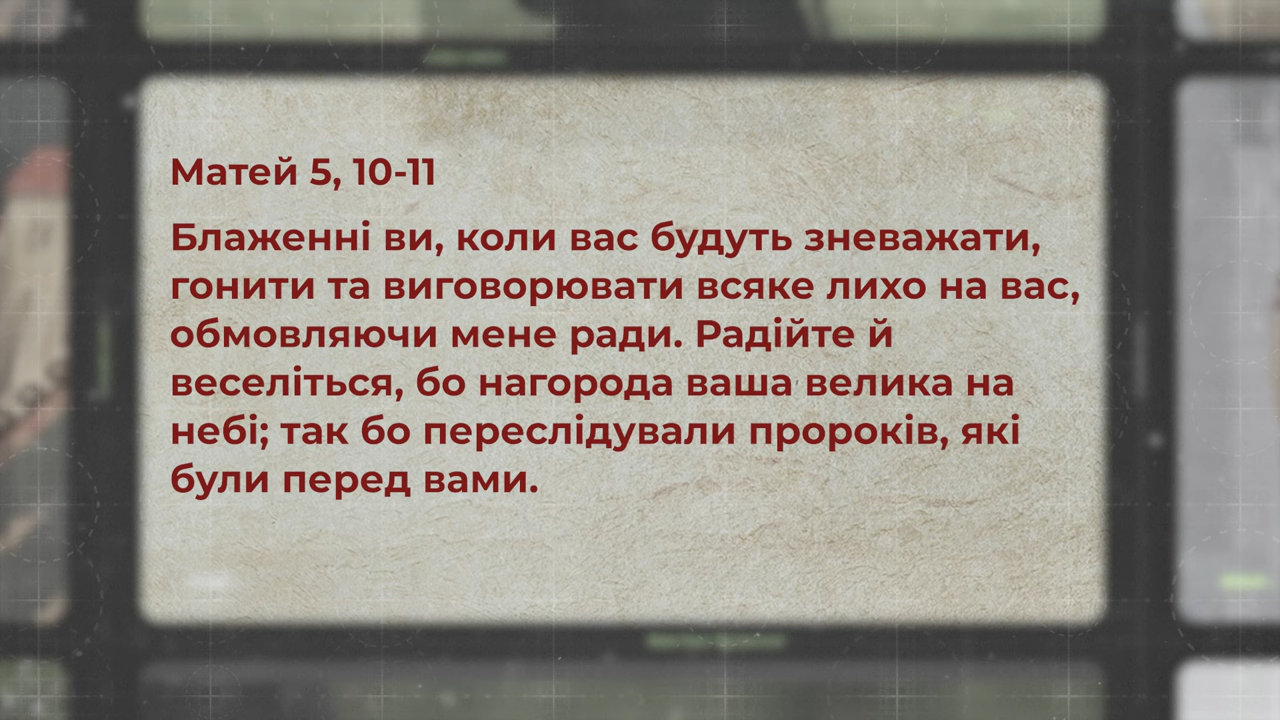 Матей 5, 10-11
Блаженні ви, коли вас будуть зневажати,
гонити та виговорювати всяке лихо на вас,
обмовляючи мене ради. Радійте й
веселіться, бо нагорода ваша велика на
небі; так бо переслідували пророків, які
були перед вами.